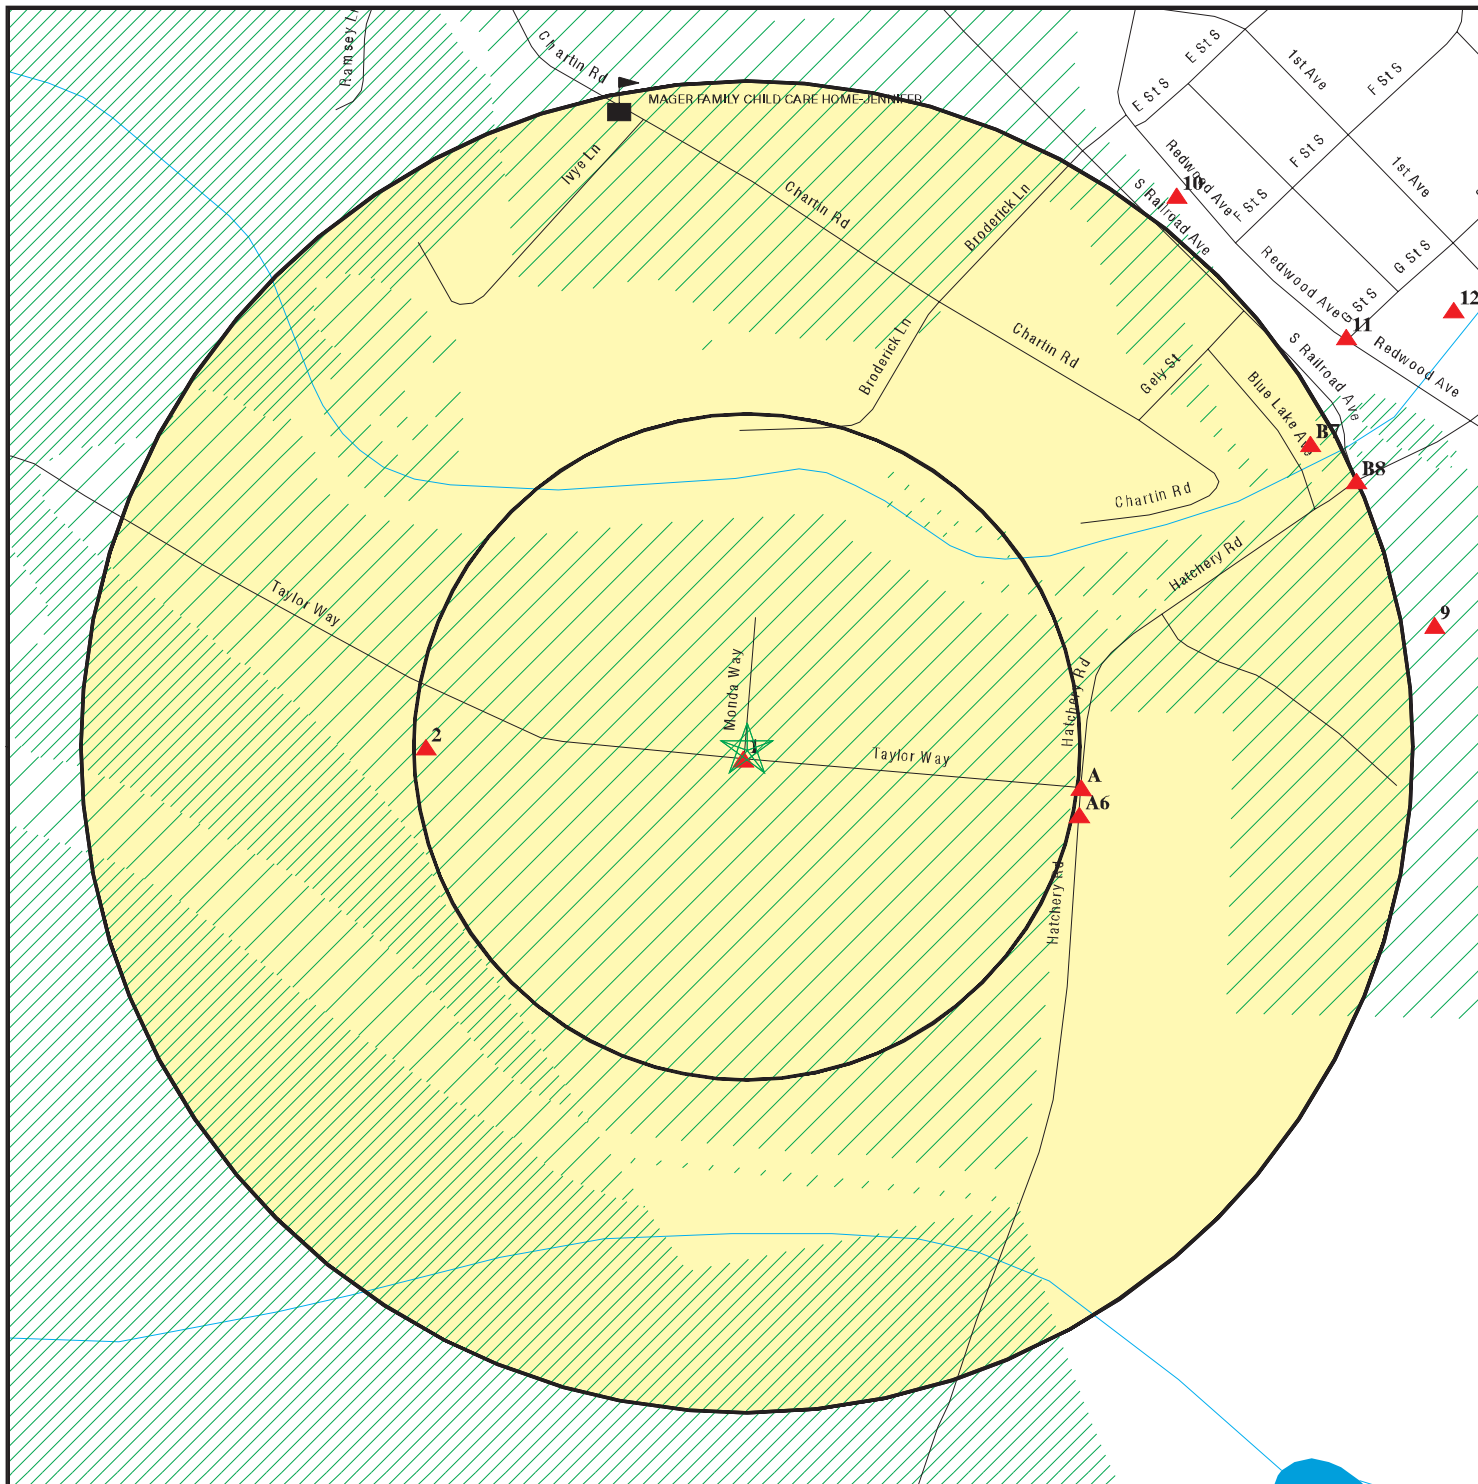 Ramsey L
Chartin Rd
E St S
1st Ave
F St S
MAGER FAMILY CHILD CARE HOME-JENNIFER
E St S
Ivye Ln
Chartin Rd
Broderick Ln
Redwood Ave
F St S
1st Ave
10
S Railroad Ave
F St S
G St S
Redwood Ave
G St S
12
11
Broderick Ln
Chartin Rd
Gely St
S Railroad Ave
Redwood Ave
Blue Lake Ave
B7
B8
Chartin Rd
Hatchery Rd
Taylor Way
9
Monda Way
Hatchery Rd
2
1
Taylor Way
A
A6
Hatchery Rd